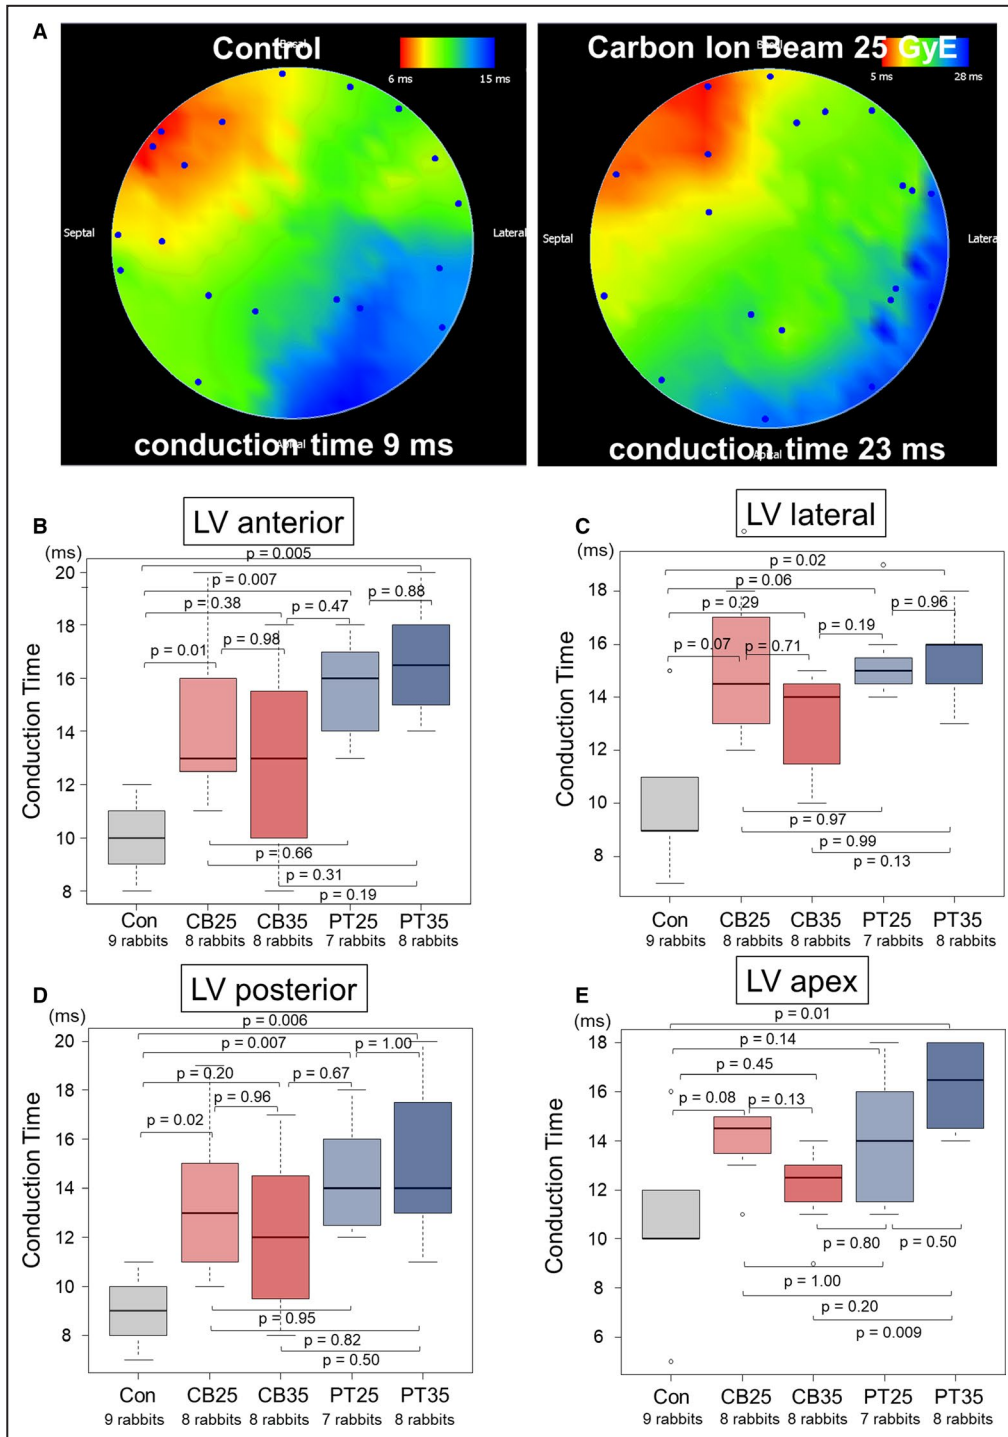 A
Control
Basal
6 ms
15 ms
Septal
Lateral
Apical
conduction time 9 ms
Carbon Ion Beam 25 GyE
Basal
5 ms
28 ms
Septal
Latera
Apical
conduction time 23 ms
B
LV anterior
(ms)
p = 0.005
20
p = 0.007
p = 0.88
p = 0.38
p = 0.47
18
p = 0.98
p = 0.01
16
14
12
10
p = 0.66
p = 0.31
8
p = 0.19
Conduction Time
Con CB25 CB35 PT25 PT35
9 rabbits 8 rabbits 8 rabbits 7 rabbits 8 rabbits
C
LV lateral
(ms)
p = 0.02
18
p = 0.06
p = 0.29
p = 0.96
p = 0.19
16
p = 0.07
p = 0.71
14
12
10
p = 0.97
p = 0.99
8
p = 0.13
Conduction Time
Con CB25 CB35 PT25 PT35
9 rabbits 8 rabbits 8 rabbits 7 rabbits 8 rabbits
D
LV posterior
(ms)
p = 0.006
20
p = 0.007
p = 1.00
p = 0.20
p = 0.67
18
p = 0.96
p = 0.02
16
14
12
10
p = 0.95
8
p = 0.82
p = 0.50
Conduction Time
Con CB25 CB35 PT25 PT35
9 rabbits 8 rabbits 8 rabbits 7 rabbits 8 rabbits
E
LV apex
(ms)
p = 0.01
18
p = 0.14
p = 0.45
16
p = 0.08
p = 0.13
14
12
10
p = 0.80
p = 0.50
8
p = 1.00
p = 0.20
6
p = 0.009
Conduction Time
Con CB25 CB35 PT25 PT35
9 rabbits 8 rabbits 8 rabbits 7 rabbits 8 rabbits